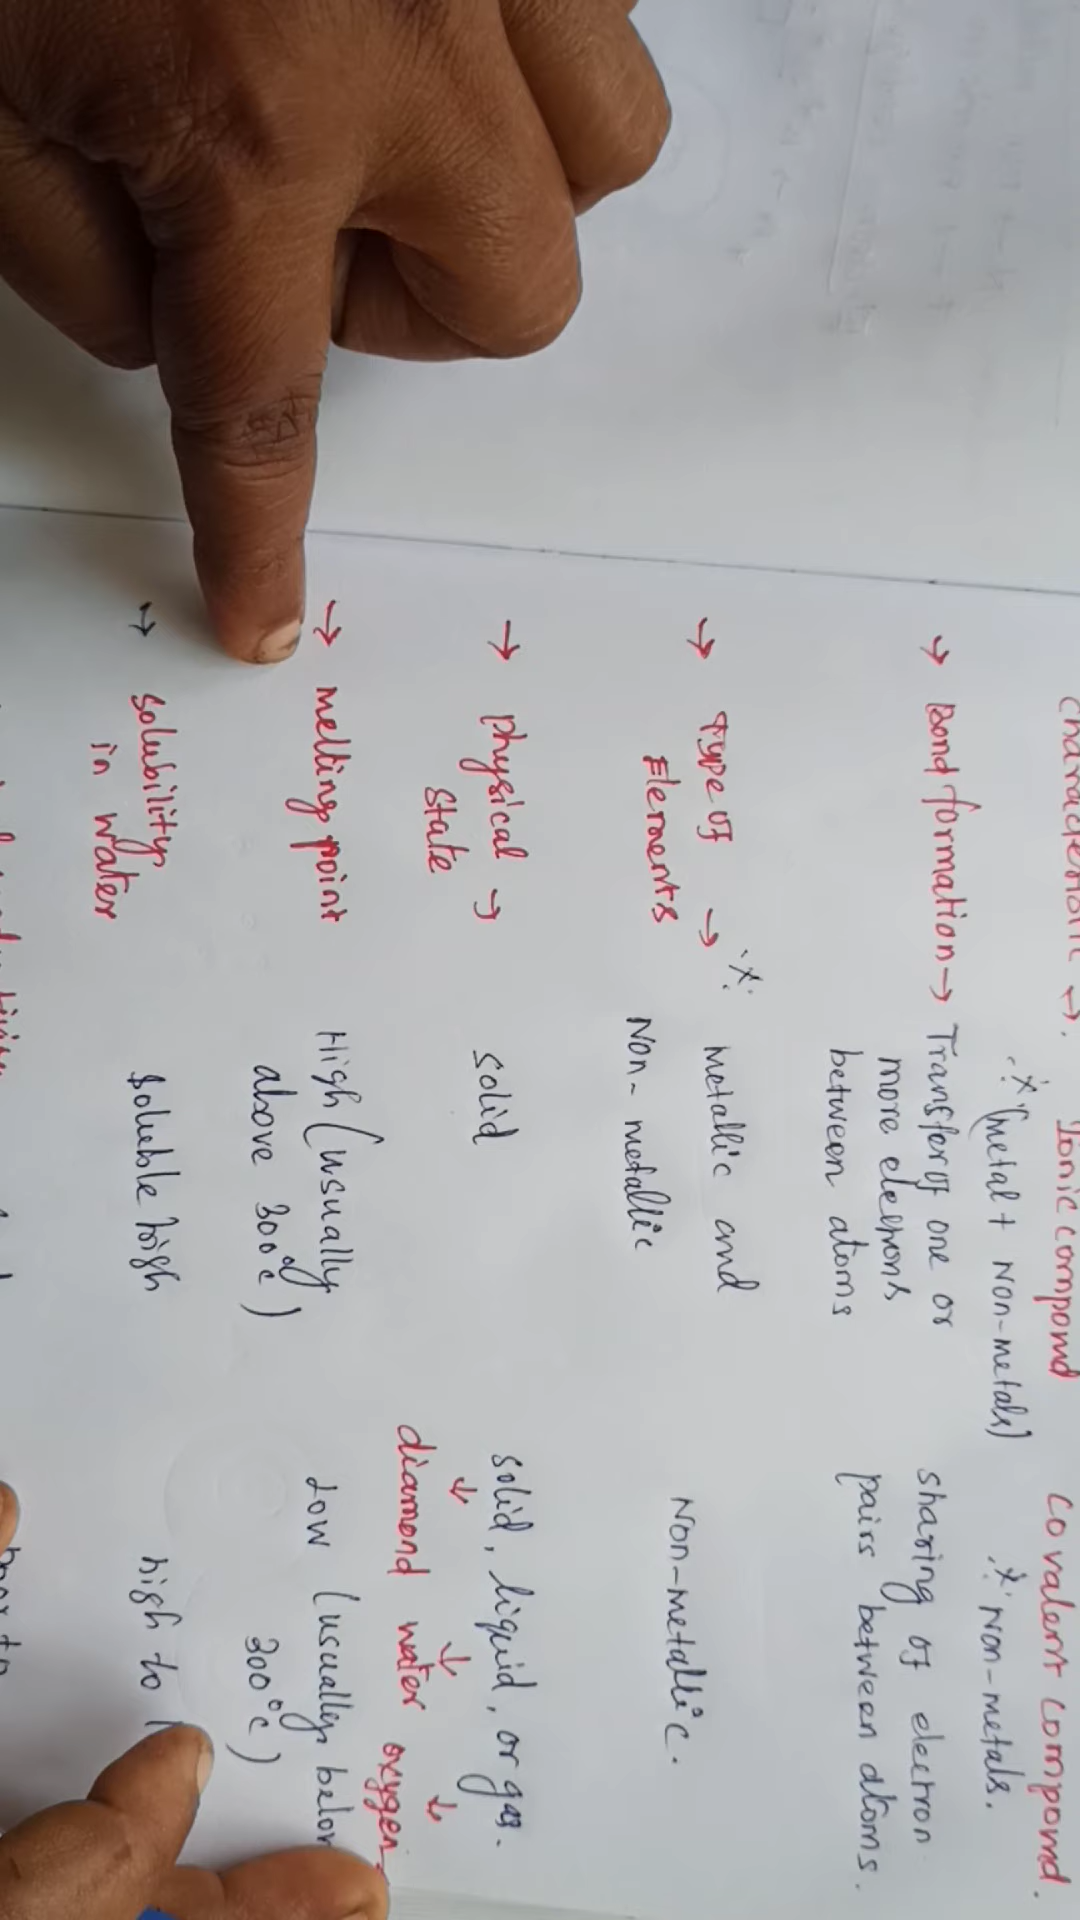 characteristic → : Ionic compound Covalent compound.
(metal + Non-metals) Non-metals.
→ Bond formation → Transfer of one or sharing of electron
more electrons pairs between atoms.
between atoms
→ Type of → metallic and Non-metallic.
Elements Non-metallic
→ physical → solid solid, liquid, or gas.
state ↓ ↓ ↓
diamond water oxygen
→ melting point High (usually Low (usually below
above 300°c) 300°c)
→ solubility soluble high high to
in water